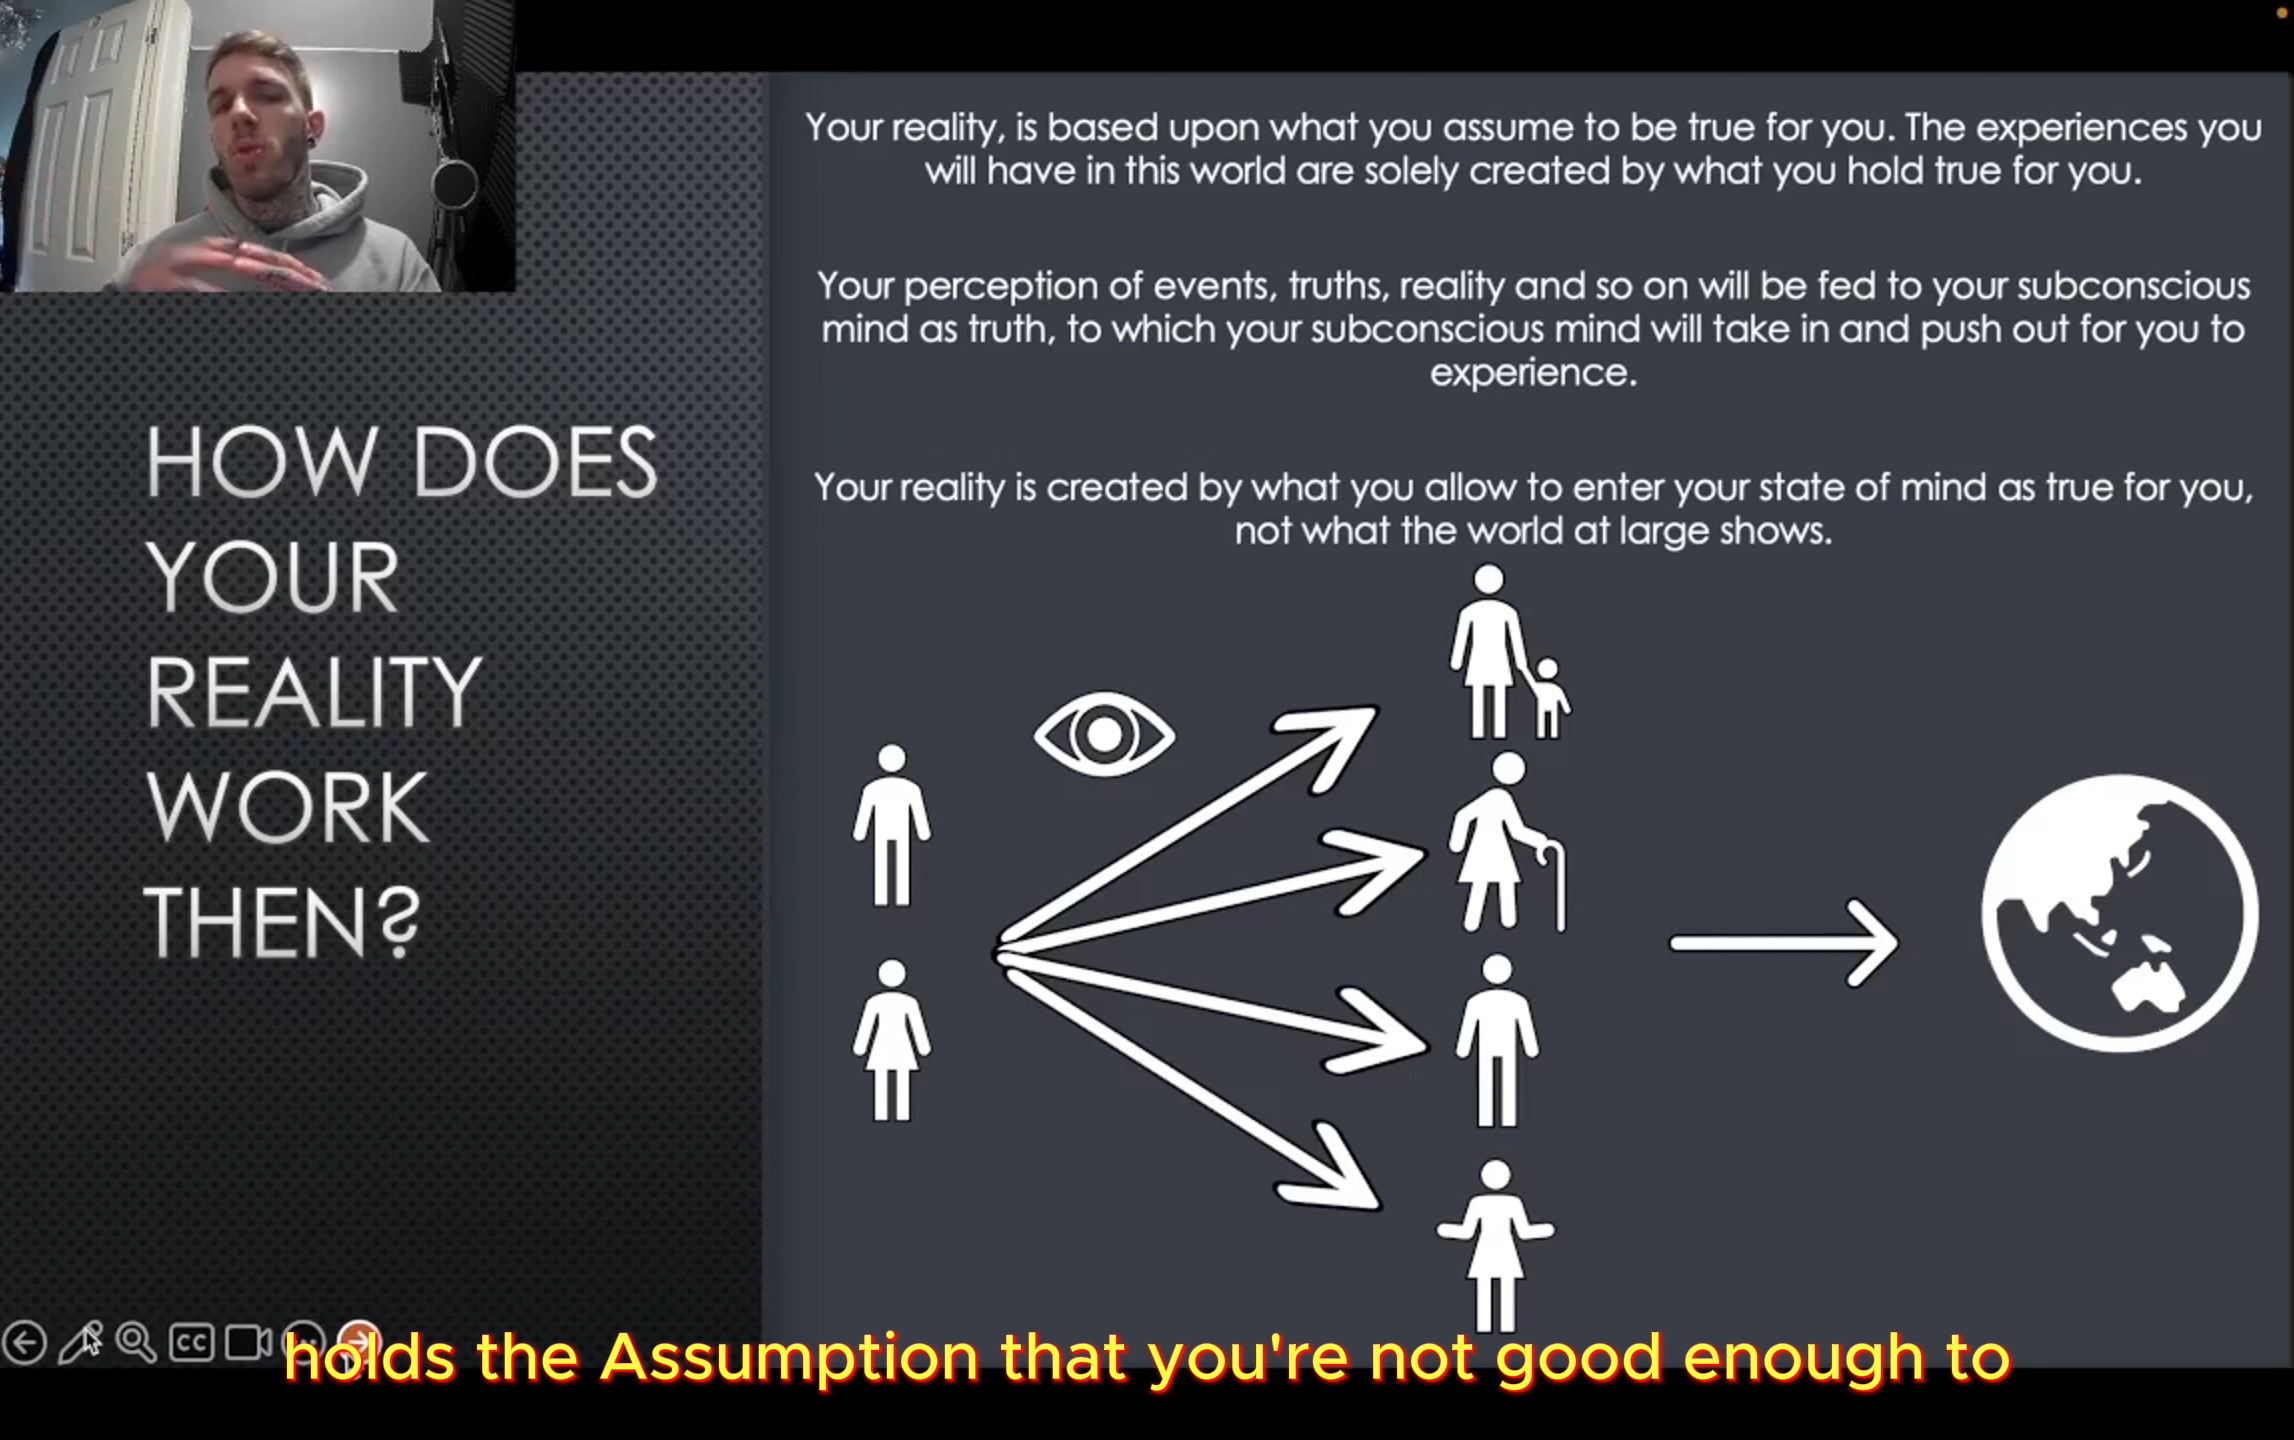 Your reality, is based upon what you assume to be true for you. The experiences you
will have in this world are solely created by what you hold true for you.
Your perception of events, truths, reality and so on will be fed to your subconscious
mind as truth, to which your subconscious mind will take in and push out for you to
experience.
Your reality is created by what you allow to enter your state of mind as true for you,
not what the world at large shows.
HOW DOES
YOUR
REALITY
WORK
THEN?
CC
holds the Assumption that you're not good enough to